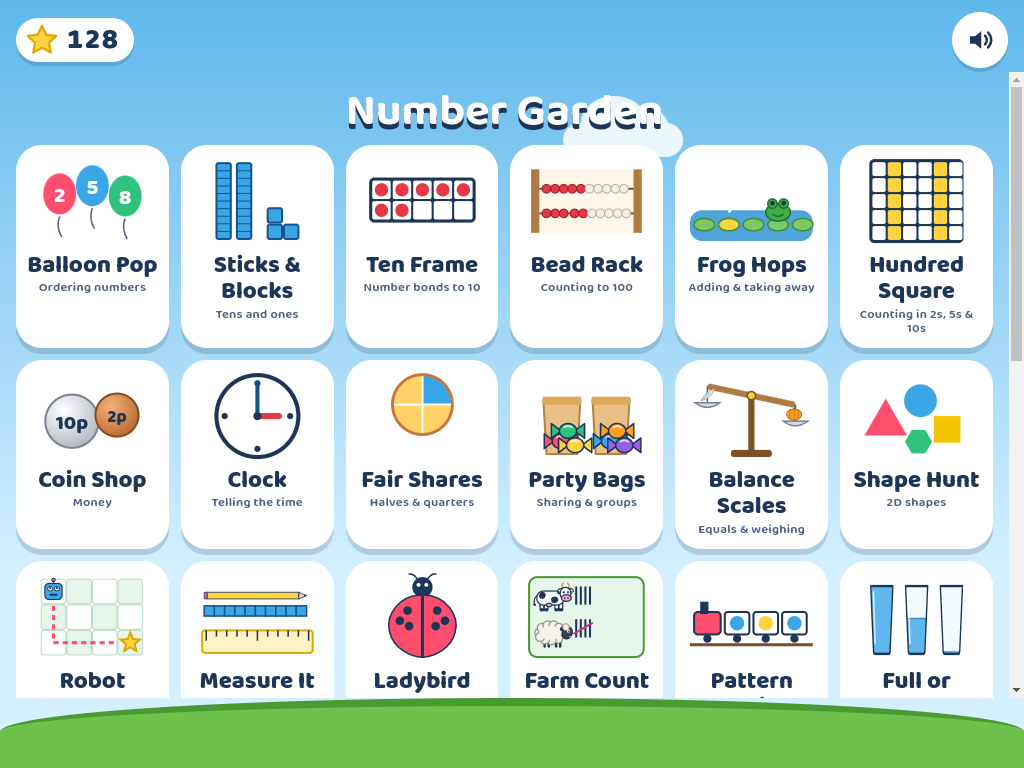 128
Number Garden
2
5
8
Balloon Pop
Ordering numbers
Sticks &
Blocks
Tens and ones
Ten Frame
Number bonds to 10
Bead Rack
Counting to 100
Frog Hops
Adding & taking away
Hundred
Square
Counting in 2s, 5s &
10s
10p
2p
Coin Shop
Money
Clock
Telling the time
Fair Shares
Halves & quarters
Party Bags
Sharing & groups
Balance
Scales
Equals & weighing
Shape Hunt
2D shapes
Robot
Measure It
Ladybird
Farm Count
Pattern
Full or